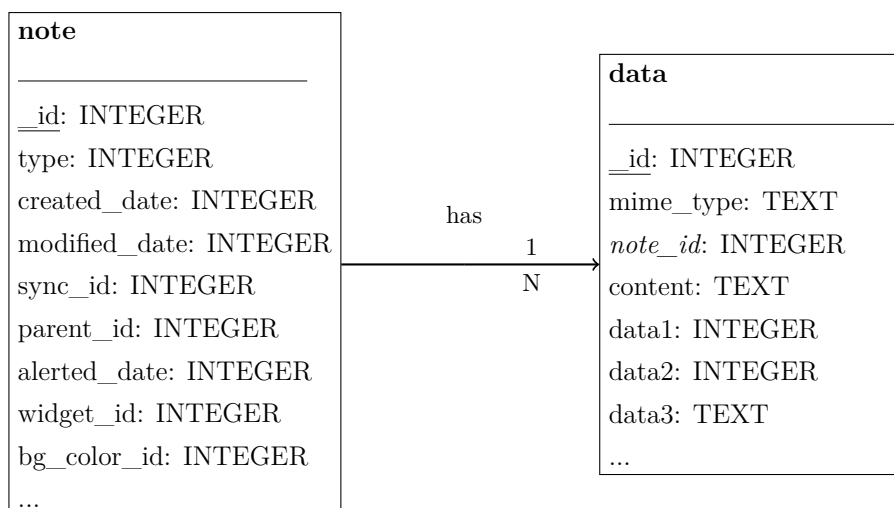 note
_id: INTEGER
type: INTEGER
created_date: INTEGER
modified_date: INTEGER
sync_id: INTEGER
parent_id: INTEGER
alerted_date: INTEGER
widget_id: INTEGER
bg_color_id: INTEGER
...
has
1
N
data
_id: INTEGER
mime_type: TEXT
note_id: INTEGER
content: TEXT
data1: INTEGER
data2: INTEGER
data3: TEXT
...